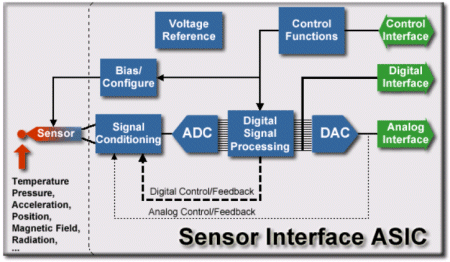 Voltage
Reference
Control
Functions
Control
Interface
Bias/
Configure
Digital
Interface
Sensor
Signal
Conditioning
ADC
Digital
Signal
Processing
DAC
Analog
Interface
Temperature
Pressure,
Acceleration,
Position,
Magnetic Field,
Radiation,
...
Digital Control/Feedback
Analog Control/Feedback
Sensor Interface ASIC